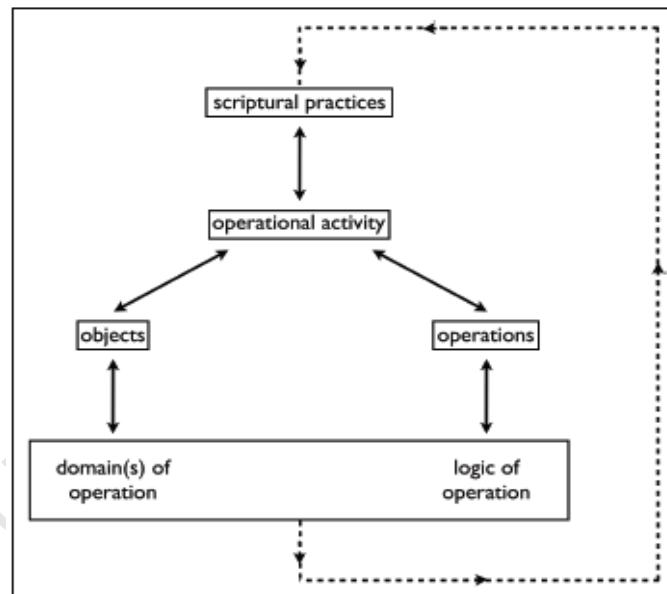 scriptural practices
operational activity
objects
operations
domain(s) of
operation
logic of
operation